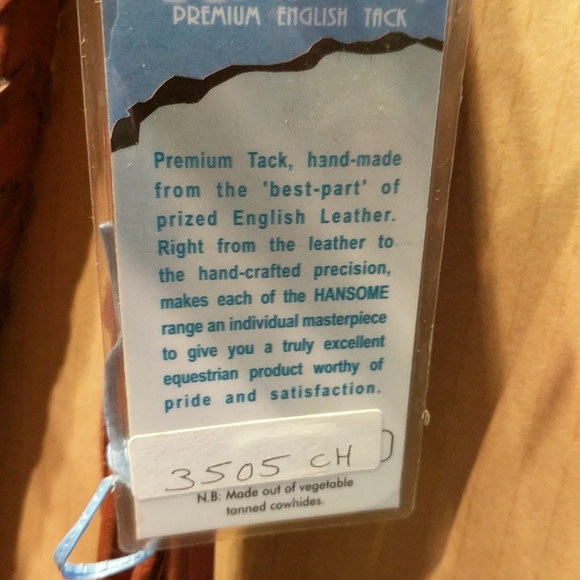 PREMIUM ENGLISH TACK
Premium Tack, hand-made
from the 'best-part' of
prized English Leather.
Right from the leather to
the hand-crafted precision,
makes each of the HANSOME
range an individual masterpiece
to give you a truly excellent
equestrian product worthy of
pride and satisfaction.
3505 CH
N.B: Made out of vegetable
tanned cowhides.